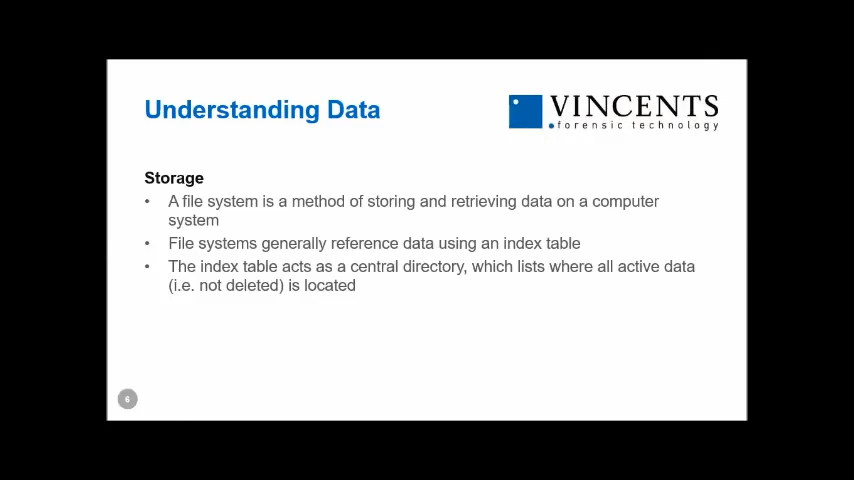 Understanding Data
VINCENTS
forensic technology
Storage
• A file system is a method of storing and retrieving data on a computer
system
• File systems generally reference data using an index table
• The index table acts as a central directory, which lists where all active data
(i.e. not deleted) is located
6